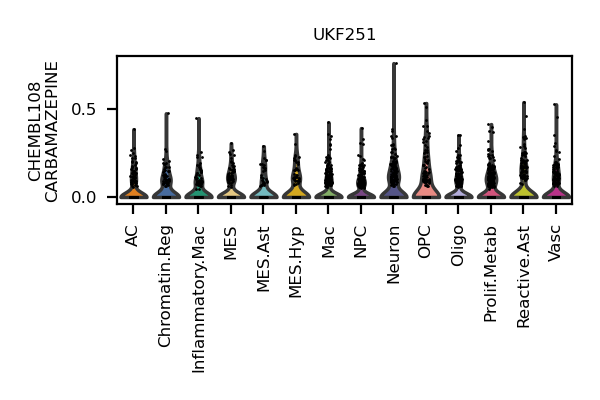 UKF251
CHEMBL108
CARBAMAZEPINE
0.5
0.0
AC
Chromatin.Reg
Inflammatory.Mac
MES
MES.Ast
MES.Hyp
Mac
NPC
Neuron
OPC
Oligo
Prolif.Metab
Reactive.Ast
Vasc